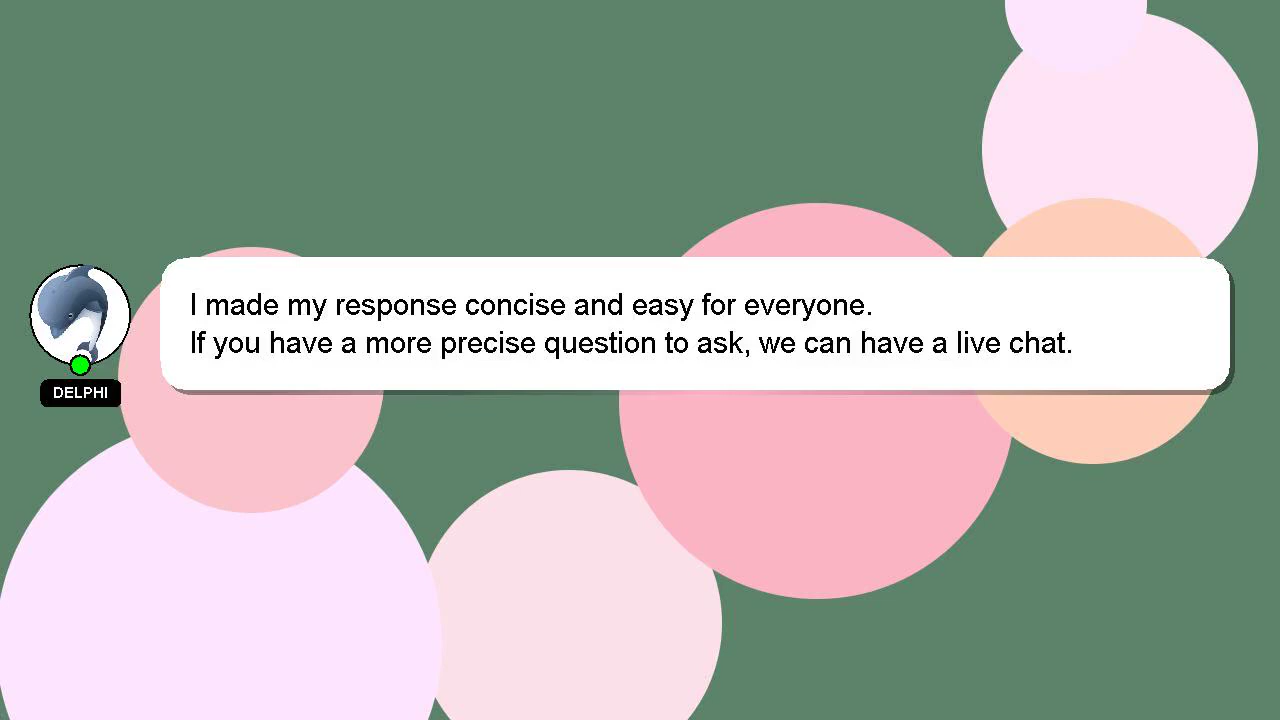 I made my response concise and easy for everyone.
If you have a more precise question to ask, we can have a live chat.
DELPHI